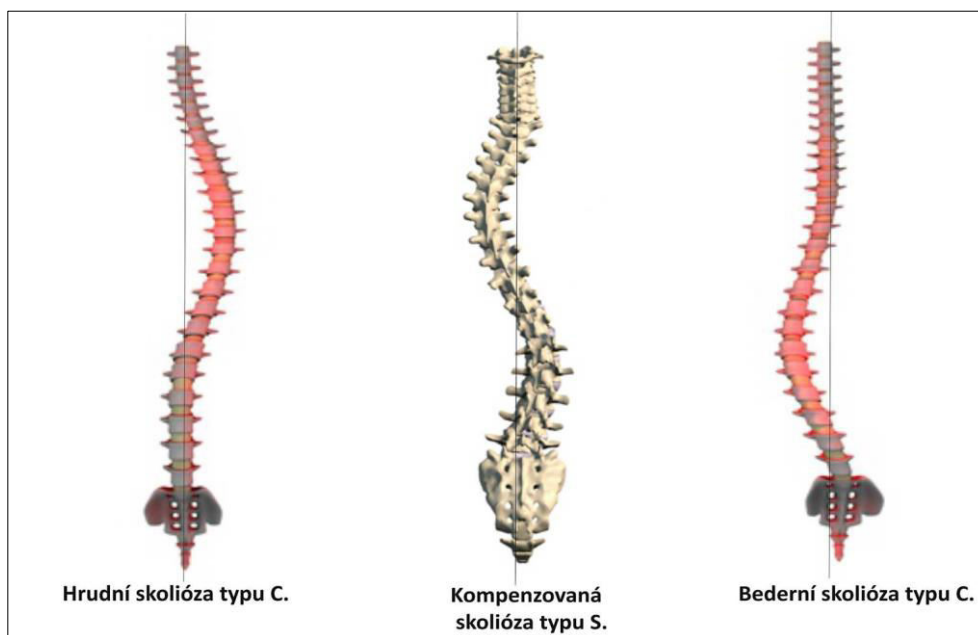 Hrudní skolióza typu C.
Kompenzovaná
skolióza typu S.
Bederní skolióza typu C.